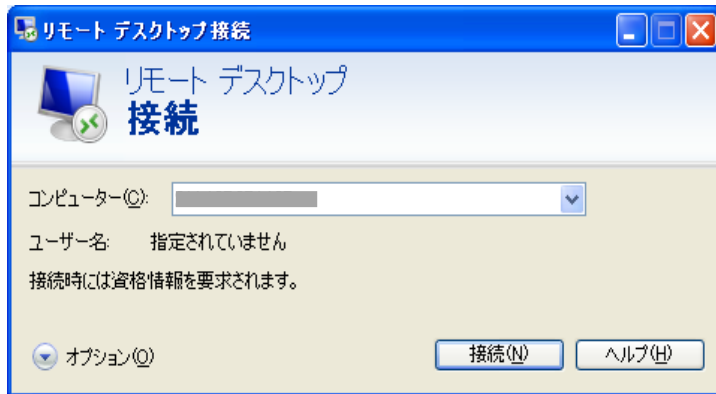 リモート デスクトップ接続
リモート デスクトップ
接続
コンピューター(C):
ユーザー名: 指定されていません
接続時には資格情報を要求されます。
オプション(O)
接続(N) ヘルプ(H)